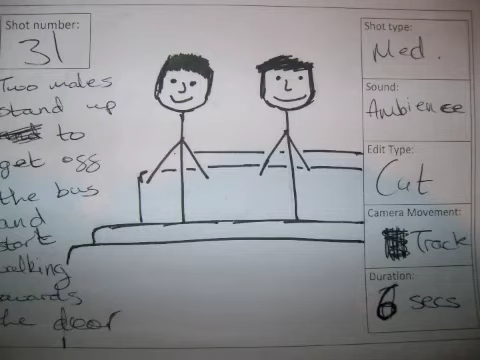 Shot number:
31
Two males
stand up
to
get off
the bus
and
start
walking
towards
the door
Shot type:
Med.
Sound:
Ambience
Edit Type:
Cut
Camera Movement:
Track
Duration:
6 secs